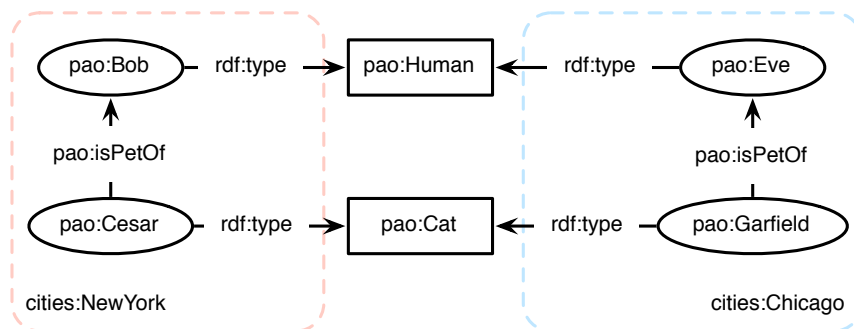 pao:Bob
rdf:type
pao:Human
rdf:type
pao:Eve
pao:isPetOf
pao:isPetOf
pao:Cesar
rdf:type
pao:Cat
rdf:type
pao:Garfield
cities:NewYork
cities:Chicago